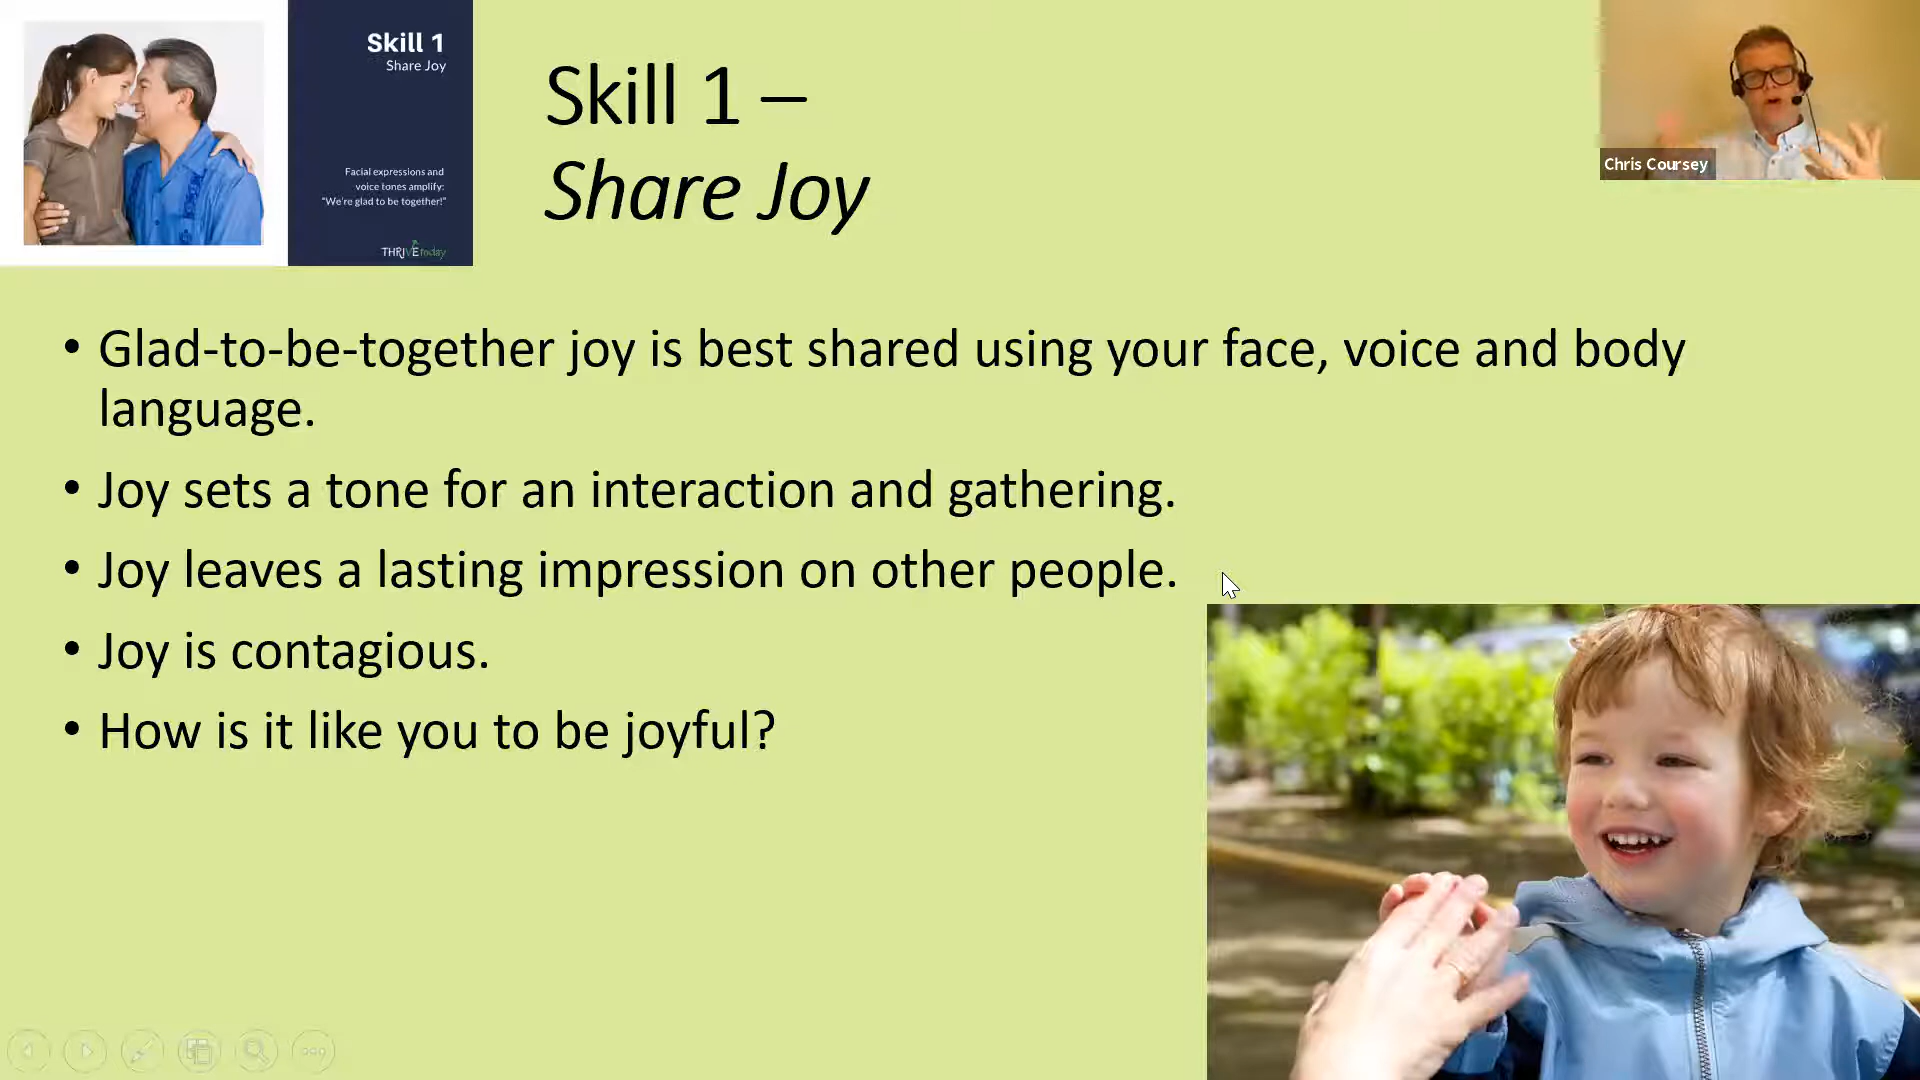 Skill 1
Share Joy
Facial expressions and
voice tones amplify:
"We're glad to be together!"
THRIVEtoday
Skill 1 –
Share Joy
Chris Coursey
• Glad-to-be-together joy is best shared using your face, voice and body
language.
• Joy sets a tone for an interaction and gathering.
• Joy leaves a lasting impression on other people.
• Joy is contagious.
• How is it like you to be joyful?